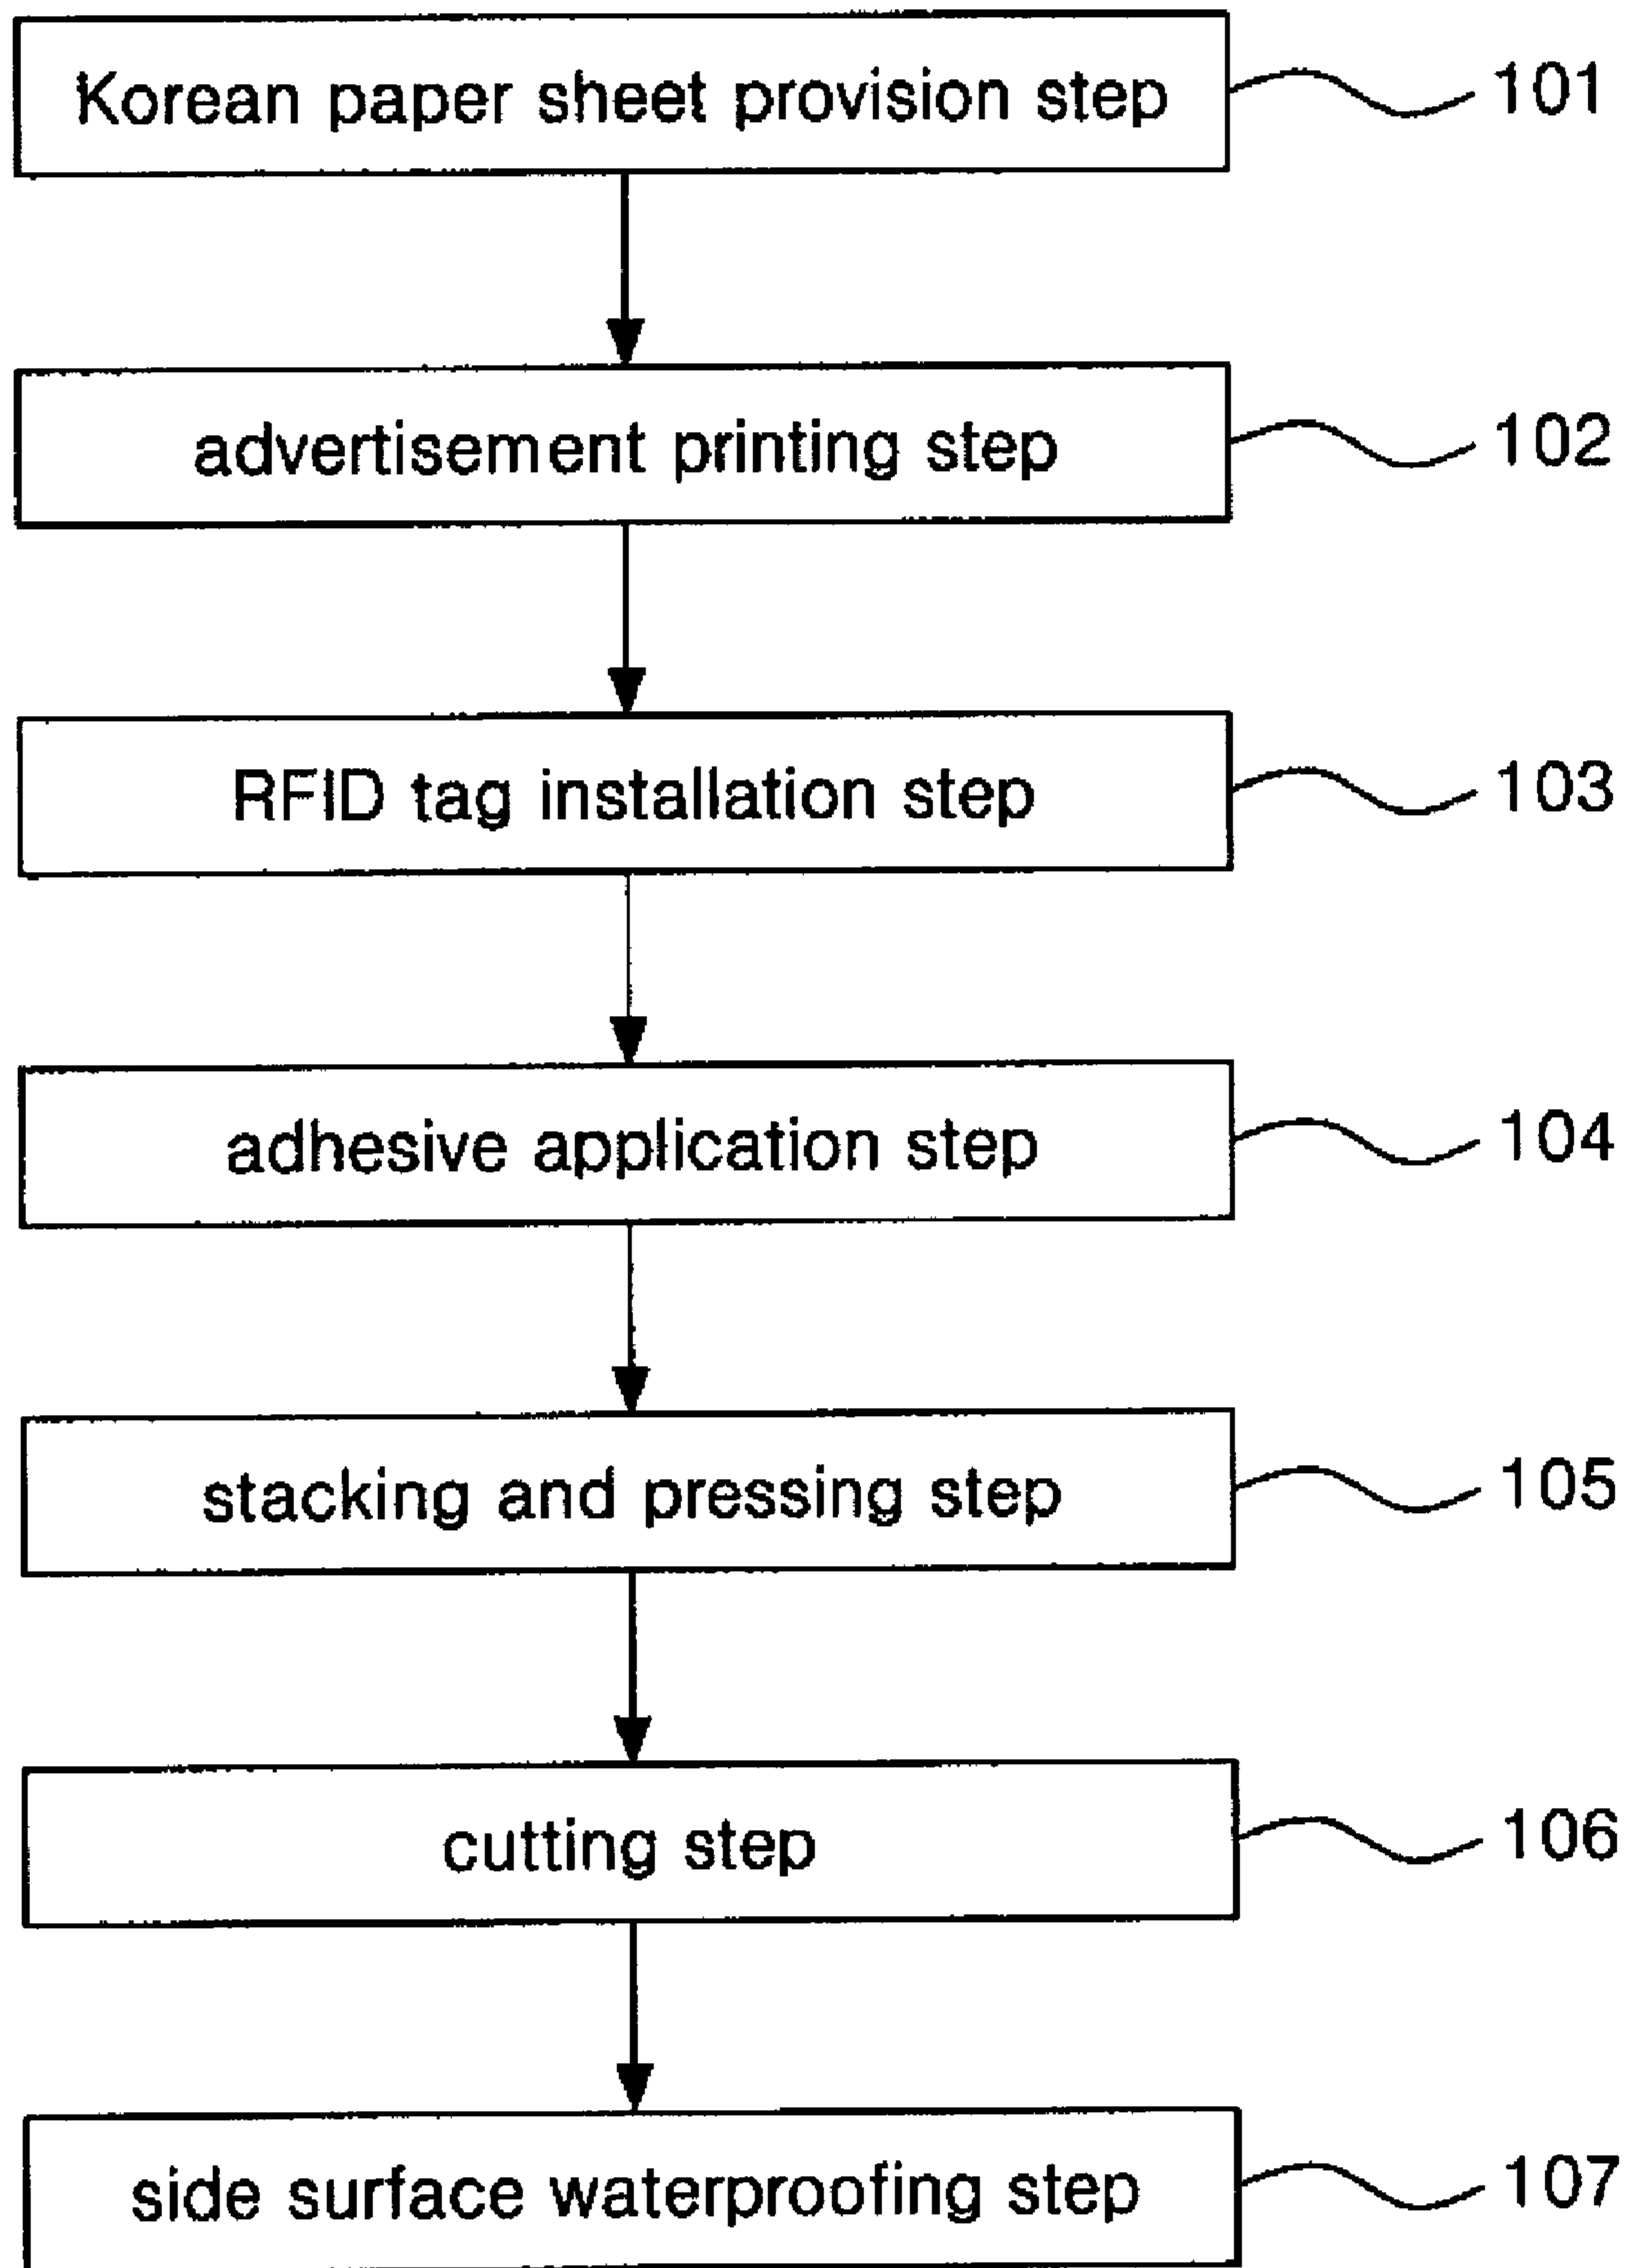 Korean paper sheet provision step 101
advertisement printing step 102
RFID tag installation step 103
adhesive application step 104
stacking and pressing step 105
cutting step 106
side surface waterproofing step 107